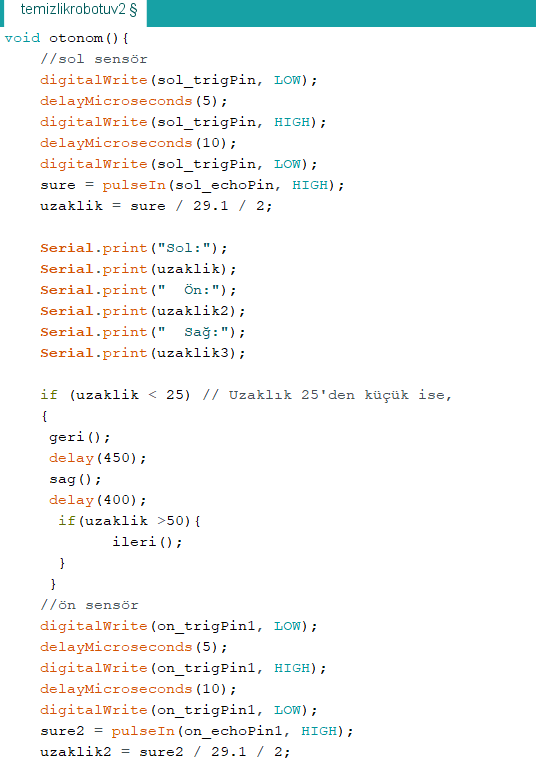 temizlikrobotuv2 §
void otonom(){
    //sol sensör
    digitalWrite(sol_trigPin, LOW);
    delayMicroseconds(5);
    digitalWrite(sol_trigPin, HIGH);
    delayMicroseconds(10);
    digitalWrite(sol_trigPin, LOW);
    sure = pulseIn(sol_echoPin, HIGH);
    uzaklik = sure / 29.1 / 2;

    Serial.print("Sol:");
    Serial.print(uzaklik);
    Serial.print("  Ön:");
    Serial.print(uzaklik2);
    Serial.print("  Sağ:");
    Serial.print(uzaklik3);

    if (uzaklik < 25) // Uzaklık 25'den küçük ise,
    {
     geri();
     delay(450);
     sag();
     delay(400);
      if(uzaklik >50){
            ileri();
      }
     }
    //ön sensör
    digitalWrite(on_trigPin1, LOW);
    delayMicroseconds(5);
    digitalWrite(on_trigPin1, HIGH);
    delayMicroseconds(10);
    digitalWrite(on_trigPin1, LOW);
    sure2 = pulseIn(on_echoPin1, HIGH);
    uzaklik2 = sure2 / 29.1 / 2;